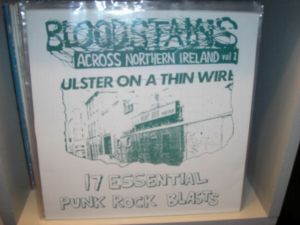 BLOODSTAINS
ACROSS NORTHERN IRELAND vol 2
ULSTER ON A THIN WIRE
17 ESSENTIAL
PUNK ROCK BLASTS